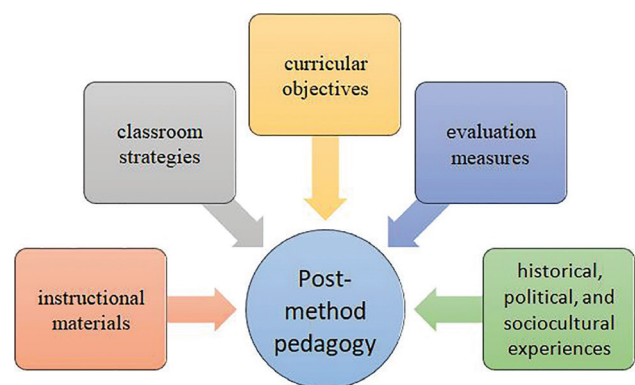 curricular
objectives
classroom
strategies
evaluation
measures
instructional
materials
Post-
method
pedagogy
historical,
political, and
sociocultural
experiences